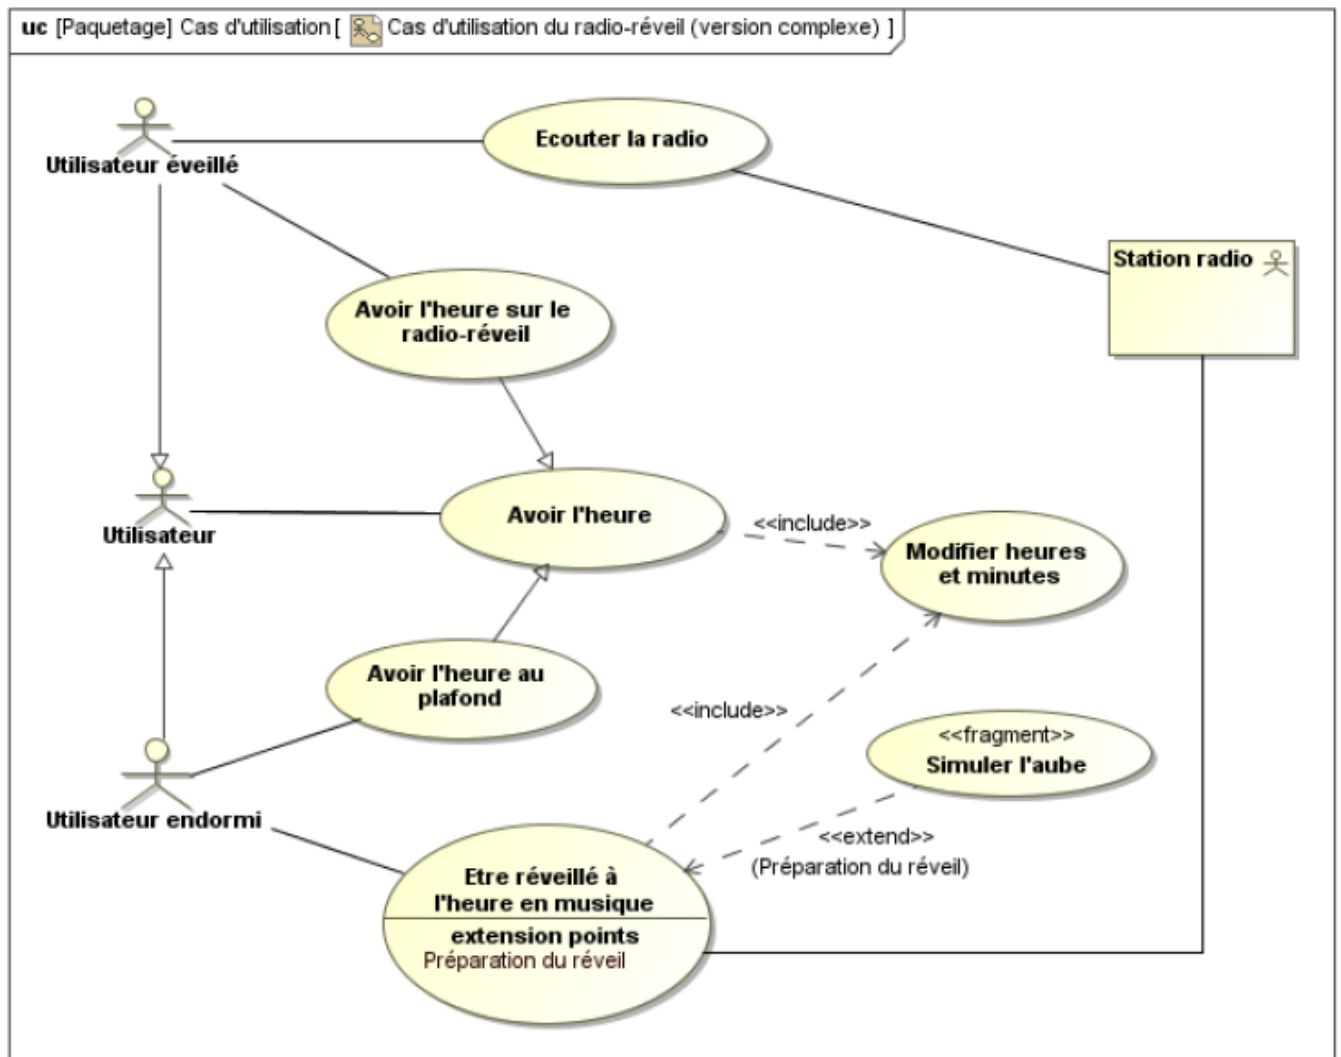 uc [Paquetage] Cas d'utilisation [ Cas d'utilisation du radio-réveil (version complexe) ]
Utilisateur éveillé
Ecouter la radio
Station radio
Avoir l'heure sur le
radio-réveil
Utilisateur
Avoir l'heure
<<include>>
Modifier heures
et minutes
Avoir l'heure au
plafond
<<include>>
<<fragment>>
Simuler l'aube
Utilisateur endormi
<<extend>>
(Préparation du réveil)
Etre réveillé à
l'heure en musique
extension points
Préparation du réveil